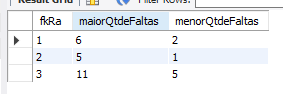 Result Grid Filter Rows:
fkRa maiorQtdeFaltas menorQtdeFaltas
1 6 2
2 5 1
3 11 5